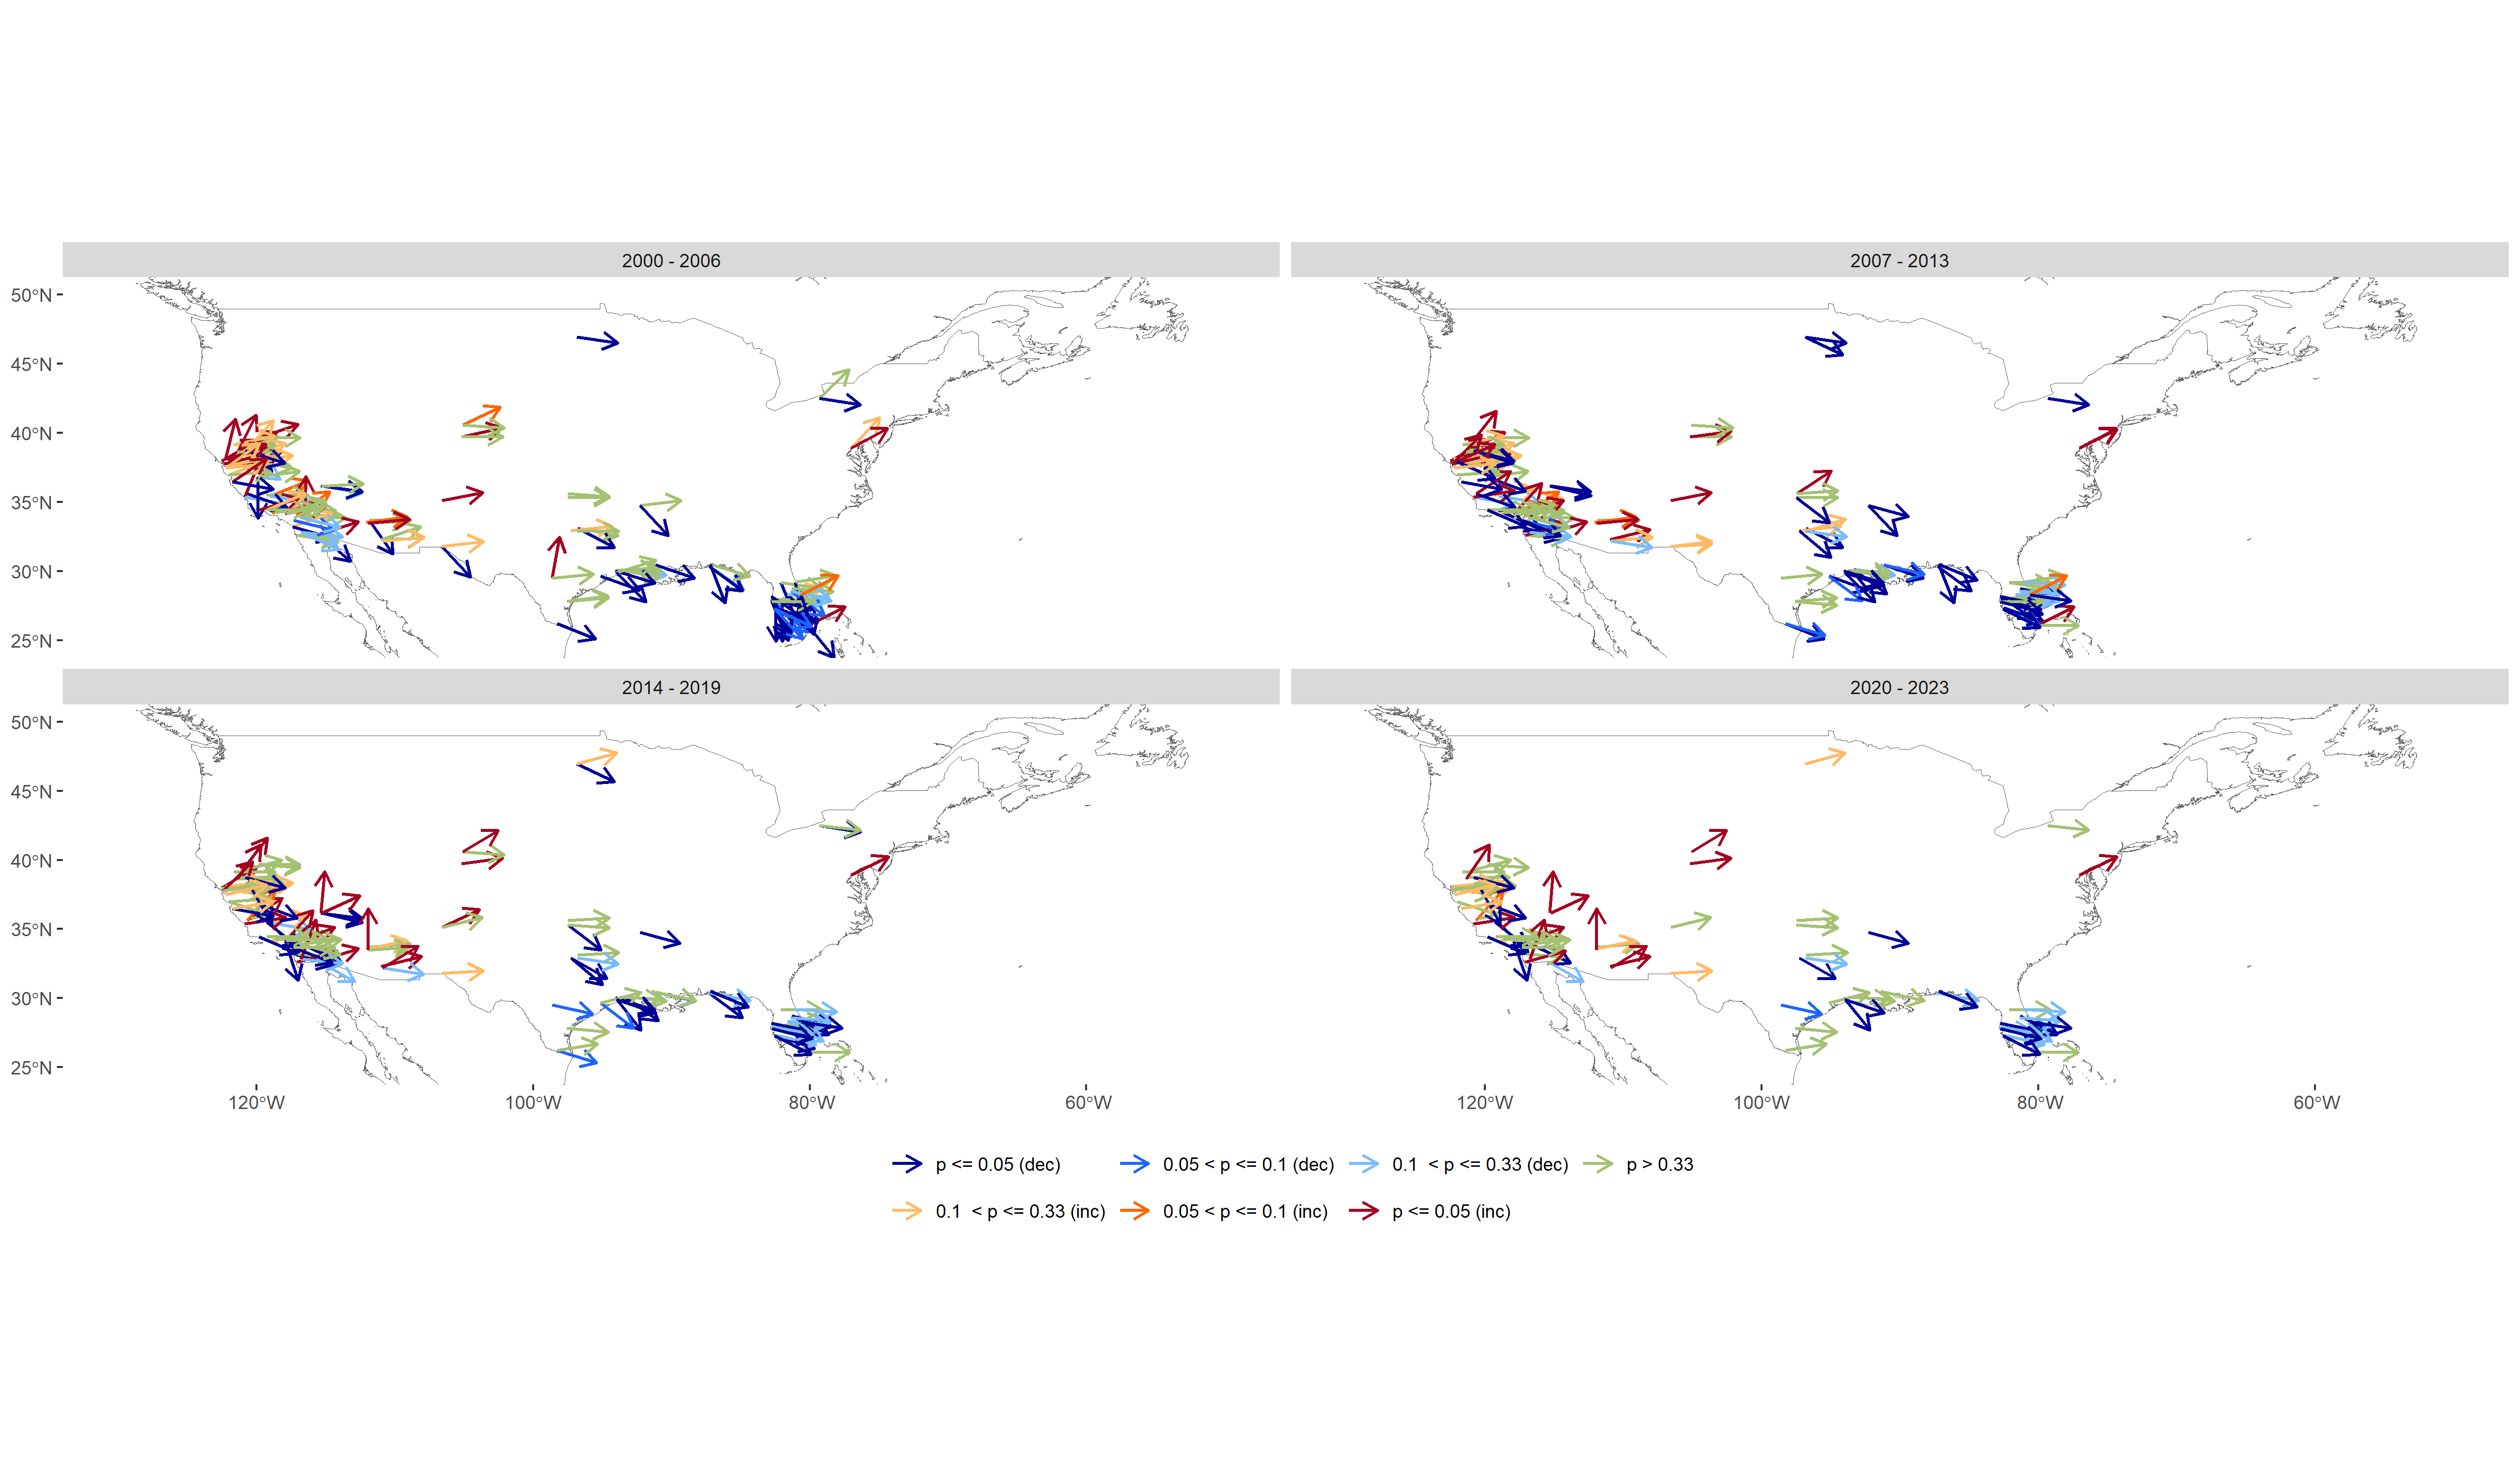 2000 - 2006
2007 - 2013
50°N
45°N
40°N
35°N
30°N
25°N
2014 - 2019
2020 - 2023
50°N
45°N
40°N
35°N
30°N
25°N
120°W
100°W
80°W
60°W
120°W
100°W
80°W
60°W
p <= 0.05 (dec)
0.05 < p <= 0.1 (dec)
0.1 < p <= 0.33 (dec)
p > 0.33
0.1 < p <= 0.33 (inc)
0.05 < p <= 0.1 (inc)
p <= 0.05 (inc)